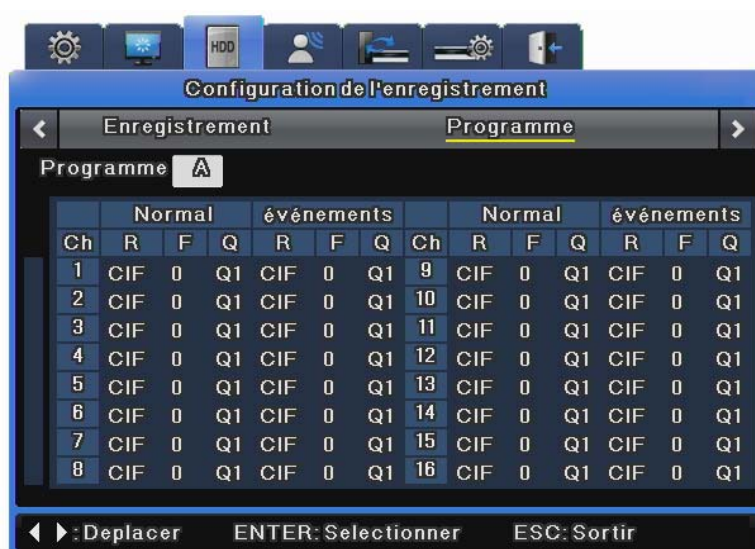 HDD
Configuration de l'enregistrement
Enregistrement Programme
Programme A
Normal événements Normal événements
Ch R F Q R F Q Ch R F Q R F Q
1 CIF 0 Q1 CIF 0 Q1 9 CIF 0 Q1 CIF 0 Q1
2 CIF 0 Q1 CIF 0 Q1 10 CIF 0 Q1 CIF 0 Q1
3 CIF 0 Q1 CIF 0 Q1 11 CIF 0 Q1 CIF 0 Q1
4 CIF 0 Q1 CIF 0 Q1 12 CIF 0 Q1 CIF 0 Q1
5 CIF 0 Q1 CIF 0 Q1 13 CIF 0 Q1 CIF 0 Q1
6 CIF 0 Q1 CIF 0 Q1 14 CIF 0 Q1 CIF 0 Q1
7 CIF 0 Q1 CIF 0 Q1 15 CIF 0 Q1 CIF 0 Q1
8 CIF 0 Q1 CIF 0 Q1 16 CIF 0 Q1 CIF 0 Q1
:Deplacer ENTER:Selectionner ESC:Sortir